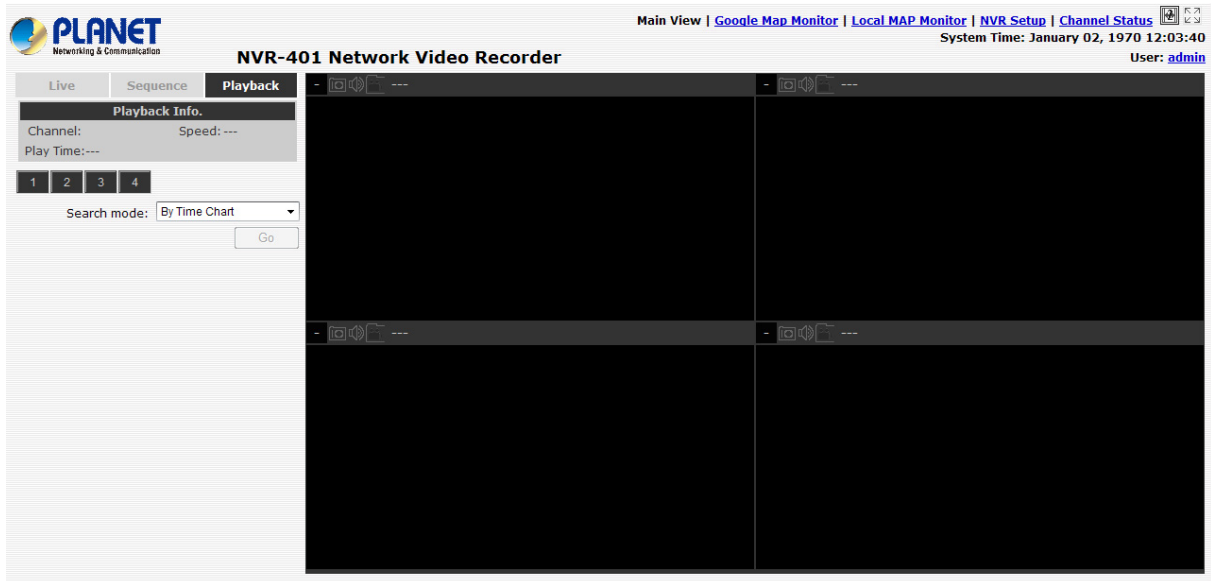 PLANET
Networking & Communication
Main View | Google Map Monitor | Local MAP Monitor | NVR Setup | Channel Status
System Time: January 02, 1970 12:03:40
NVR-401 Network Video Recorder
User: admin
Live Sequence Playback
Playback Info.
Channel: Speed: ---
Play Time:---
1 2 3 4
Search mode: By Time Chart
Go
- ---
- ---
- ---
- ---